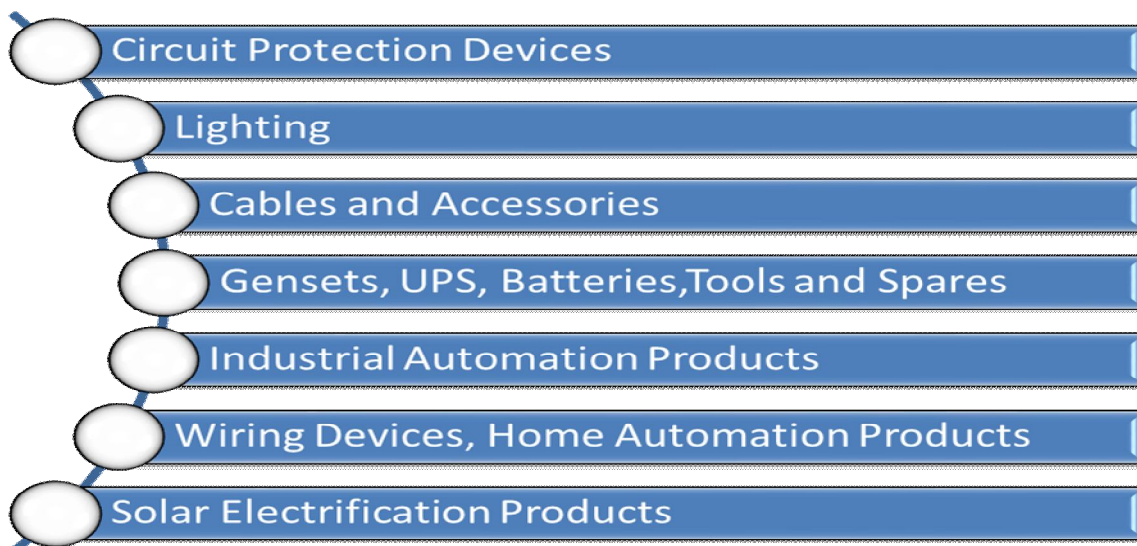 Circuit Protection Devices
Lighting
Cables and Accessories
Gensets, UPS, Batteries,Tools and Spares
Industrial Automation Products
Wiring Devices, Home Automation Products
Solar Electrification Products